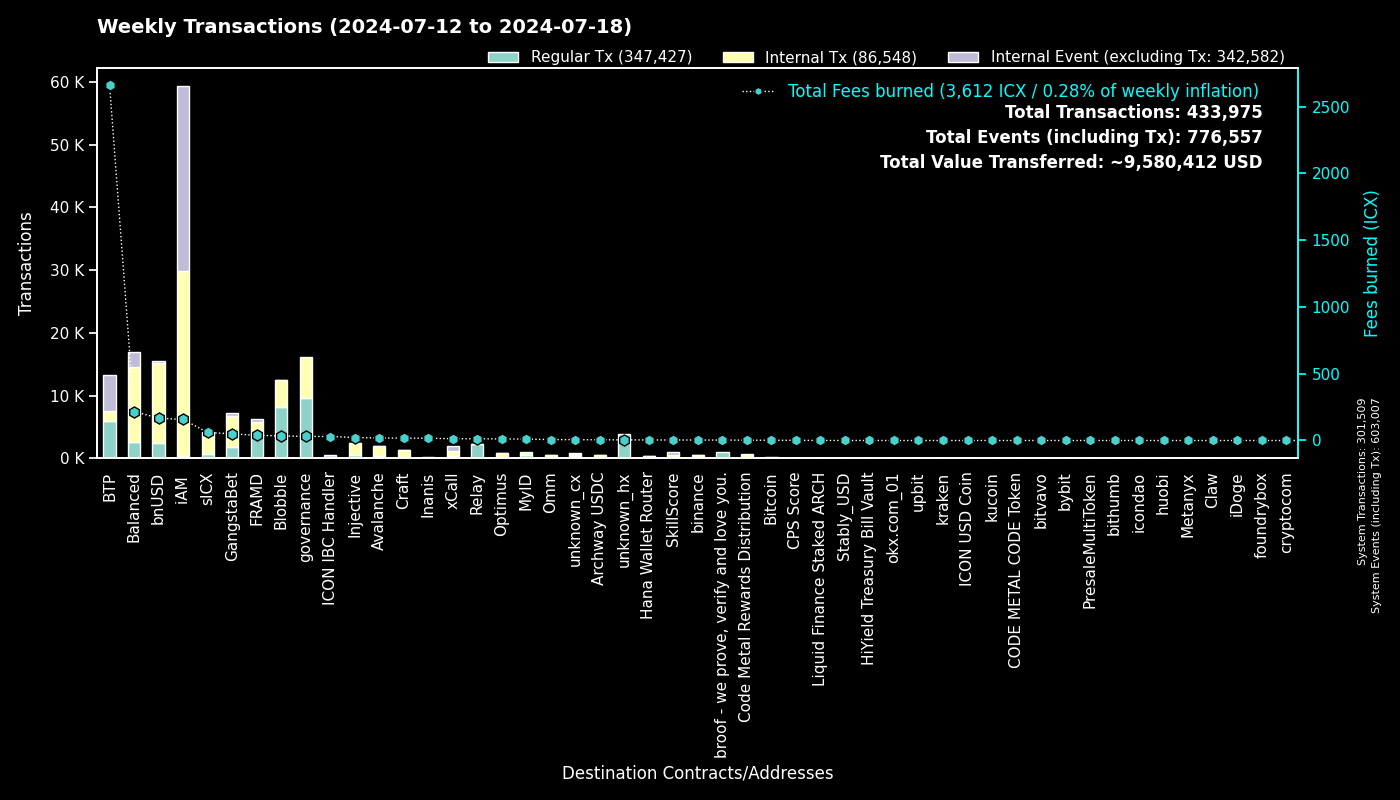 Weekly Transactions (2024-07-12 to 2024-07-18)
Regular Tx (347,427)
Internal Tx (86,548)
Internal Event (excluding Tx: 342,582)
Total Fees burned (3,612 ICX / 0.28% of weekly inflation)
Total Transactions: 433,975
Total Events (including Tx): 776,557
Total Value Transferred: ~9,580,412 USD
Transactions
60 K
50 K
40 K
30 K
20 K
10 K
0 K
2500
2000
1500
1000
500
0
Fees burned (ICX)
System Transactions: 301,509
System Events (including Tx): 603,007
BTP
Balanced
bnUSD
iAM
sICX
GangstaBet
FRAMD
Blobble
governance
ICON IBC Handler
Injective
Avalanche
Craft
Inanis
xCall
Relay
Optimus
MyID
Omm
unknown_cx
Archway USDC
unknown_hx
Hana Wallet Router
SkillScore
binance
broof - we prove, verify and love you.
Code Metal Rewards Distribution
Bitcoin
CPS Score
Liquid Finance Staked ARCH
Stably_USD
HiYield Treasury Bill Vault
okx.com_01
upbit
kraken
ICON USD Coin
kucoin
CODE METAL CODE Token
bitvavo
bybit
PresaleMultiToken
bithumb
icondao
huobi
Metanyx
Claw
iDoge
foundrybox
cryptocom
Destination Contracts/Addresses